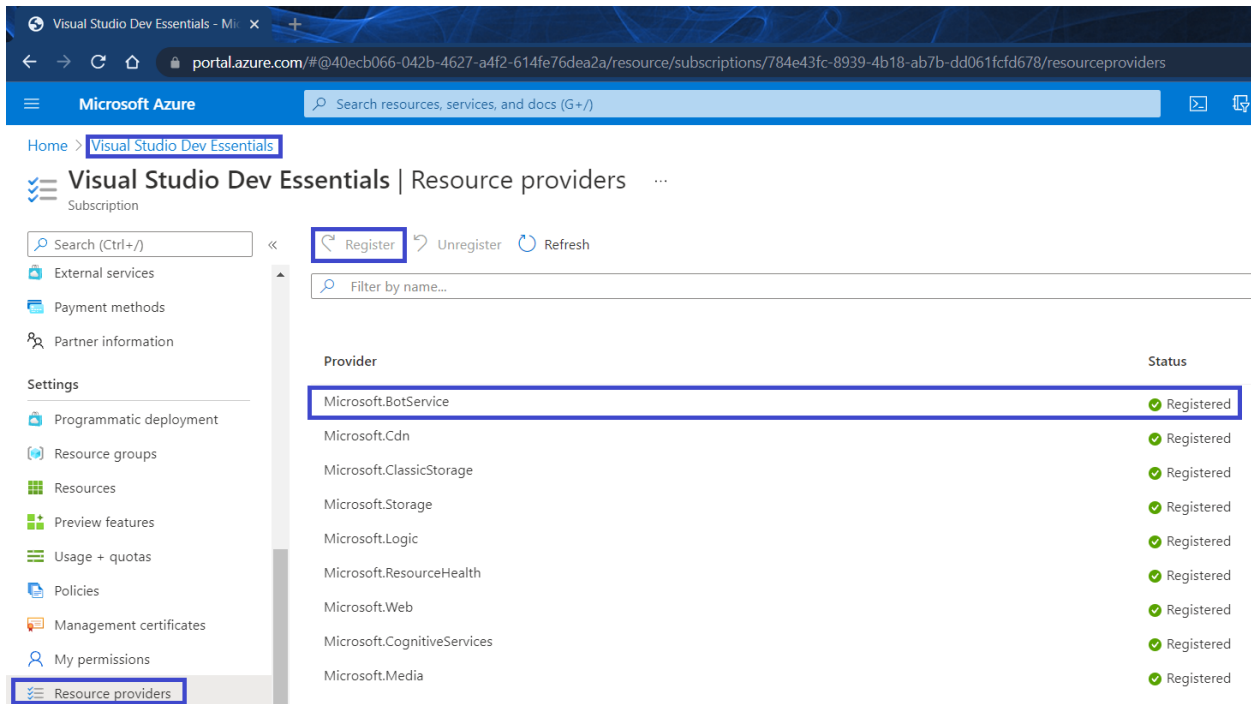 Visual Studio Dev Essentials - Mi
portal.azure.com/#@40ecb066-042b-4627-a4f2-614fe76dea2a/resource/subscriptions/784e43fc-8939-4b18-ab7b-dd061fcfd678/resourceproviders
Microsoft Azure Search resources, services, and docs (G+/)
Home > Visual Studio Dev Essentials
Visual Studio Dev Essentials | Resource providers ...
Subscription
Search (Ctrl+/) «
External services
Payment methods
Partner information
Settings
Programmatic deployment
Resource groups
Resources
Preview features
Usage + quotas
Policies
Management certificates
My permissions
Resource providers
Register Unregister Refresh
Filter by name...
Provider Status
Microsoft.BotService Registered
Microsoft.Cdn Registered
Microsoft.ClassicStorage Registered
Microsoft.Storage Registered
Microsoft.Logic Registered
Microsoft.ResourceHealth Registered
Microsoft.Web Registered
Microsoft.CognitiveServices Registered
Microsoft.Media Registered